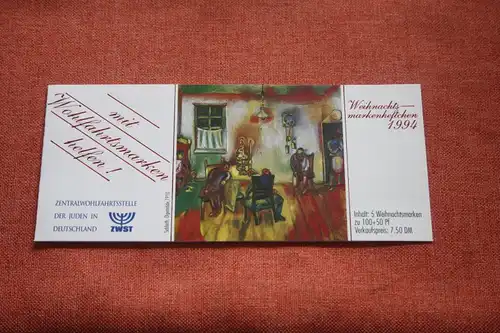 mit
Wohlfahrtsmarken
helfen!
ZENTRALWOHLFAHRTSSTELLE
DER JUDEN IN
DEUTSCHLAND
ZWST
Weihnachts—
markenheftchen
1994
Inhalt: 5 Weihnachtsmarken
zu 100+50 Pf
Verkaufspreis: 7,50 DM